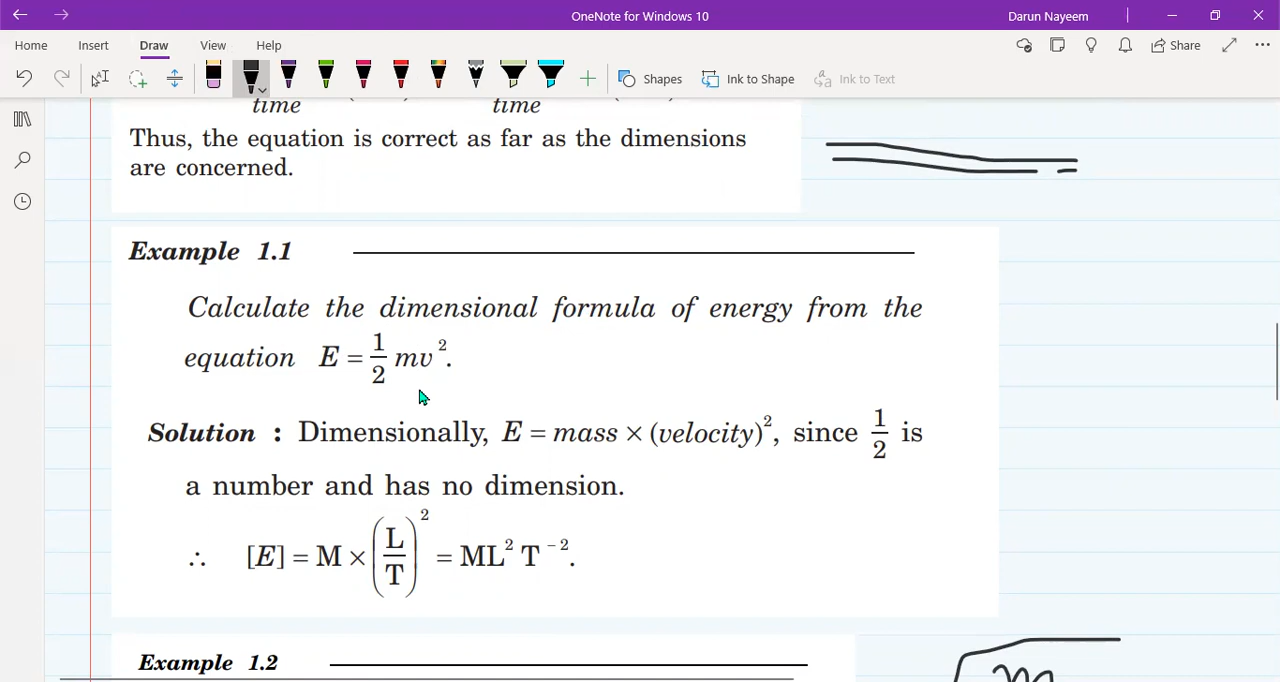 OneNote for Windows 10
Darun Nayeem
Home Insert Draw View Help Share
Shapes Ink to Shape Ink to Text
time time
Thus, the equation is correct as far as the dimensions
are concerned.
Example 1.1
Calculate the dimensional formula of energy from the
equation E = 1/2 mv².
Solution : Dimensionally, E = mass × (velocity)², since 1/2 is
a number and has no dimension.
∴ [E] = M × (L/T)² = ML² T⁻².
Example 1.2
m